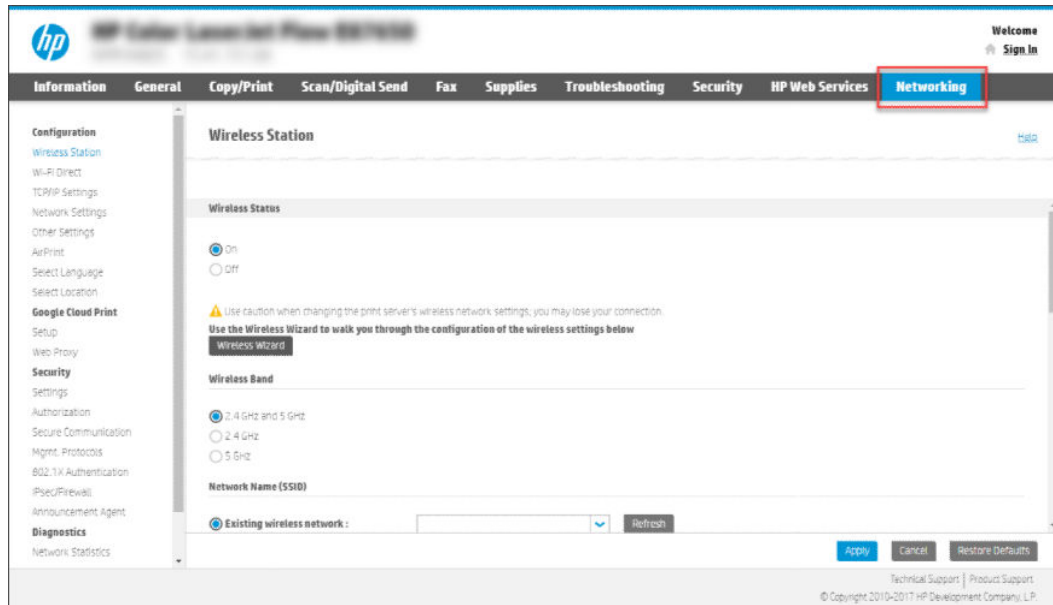 hp
Welcome
Sign In
Information General Copy/Print Scan/Digital Send Fax Supplies Troubleshooting Security HP Web Services Networking
Configuration
Wireless Station
Wi-Fi Direct
TCP/IP Settings
Network Settings
Other Settings
AirPrint
Select Language
Select Location
Google Cloud Print
Setup
Web Proxy
Security
Settings
Authorization
Secure Communication
Mgmt. Protocols
802.1X Authentication
IPsec/Firewall
Announcement Agent
Diagnostics
Network Statistics
Wireless Station
Help
Wireless Status
On
Off
Use caution when changing the print server's wireless network settings; you may lose your connection.
Use the Wireless Wizard to walk you through the configuration of the wireless settings below
Wireless Wizard
Wireless Band
2.4 GHz and 5 GHz
2.4 GHz
5 GHz
Network Name (SSID)
Existing wireless network :
Refresh
Apply Cancel Restore Defaults
Technical Support | Product Support
© Copyright 2010-2017 HP Development Company, L.P.